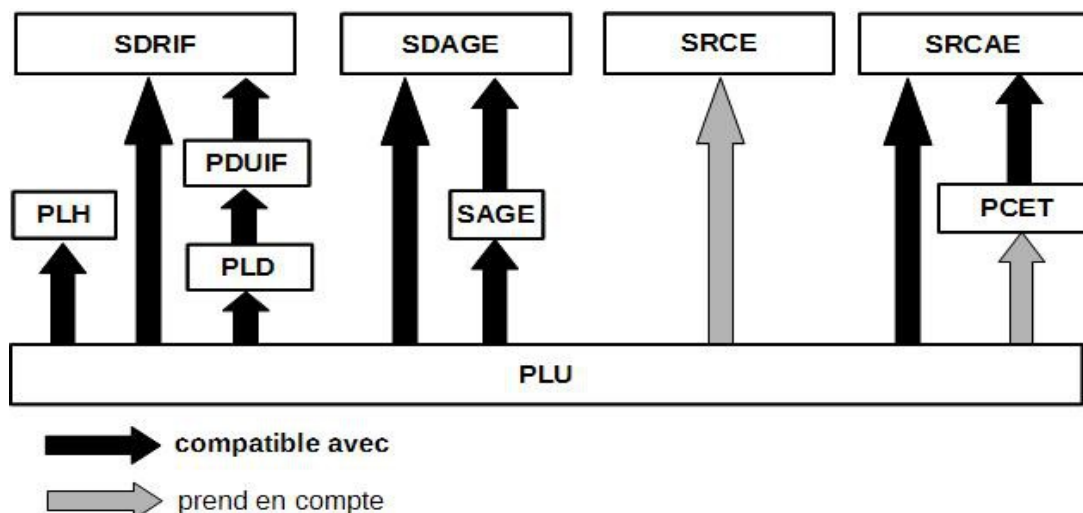 SDRIF
SDAGE
SRCE
SRCAE
PDUIF
PLH
SAGE
PCET
PLD
PLU
compatible avec
prend en compte